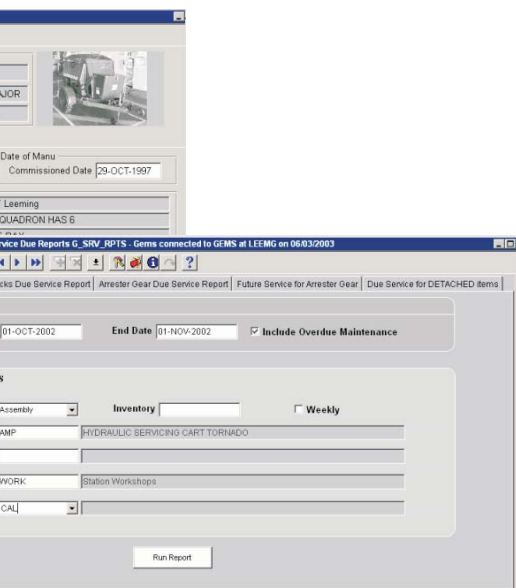 AJOR
Date of Manu
Commissioned Date 29-OCT-1997
Leeming
QUADRON HAS 6
rvice Due Reports G_SRV_RPTS - Gems connected to GEMS at LEEMG on 06/03/2003
cks Due Service Report Arrester Gear Due Service Report Future Service for Arrester Gear Due Service for DETACHED items
01-OCT-2002 End Date 01-NOV-2002 Include Overdue Maintenance
s
Assembly Inventory Weekly
AMP HYDRAULIC SERVICING CART TORNADO
WORK Station Workshops
CAL
Run Report